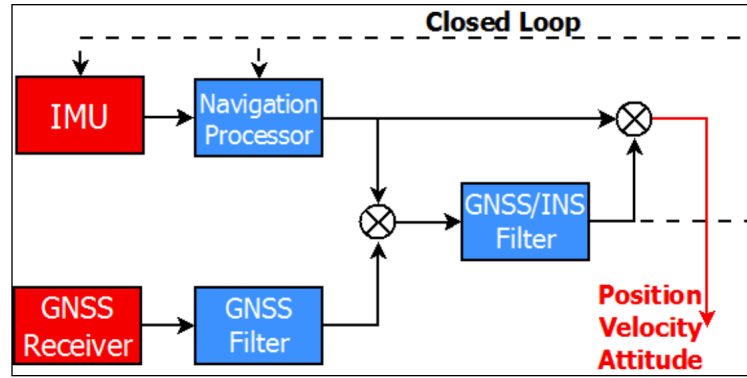 Closed Loop
IMU
Navigation
Processor
GNSS/INS
Filter
GNSS
Receiver
GNSS
Filter
Position
Velocity
Attitude